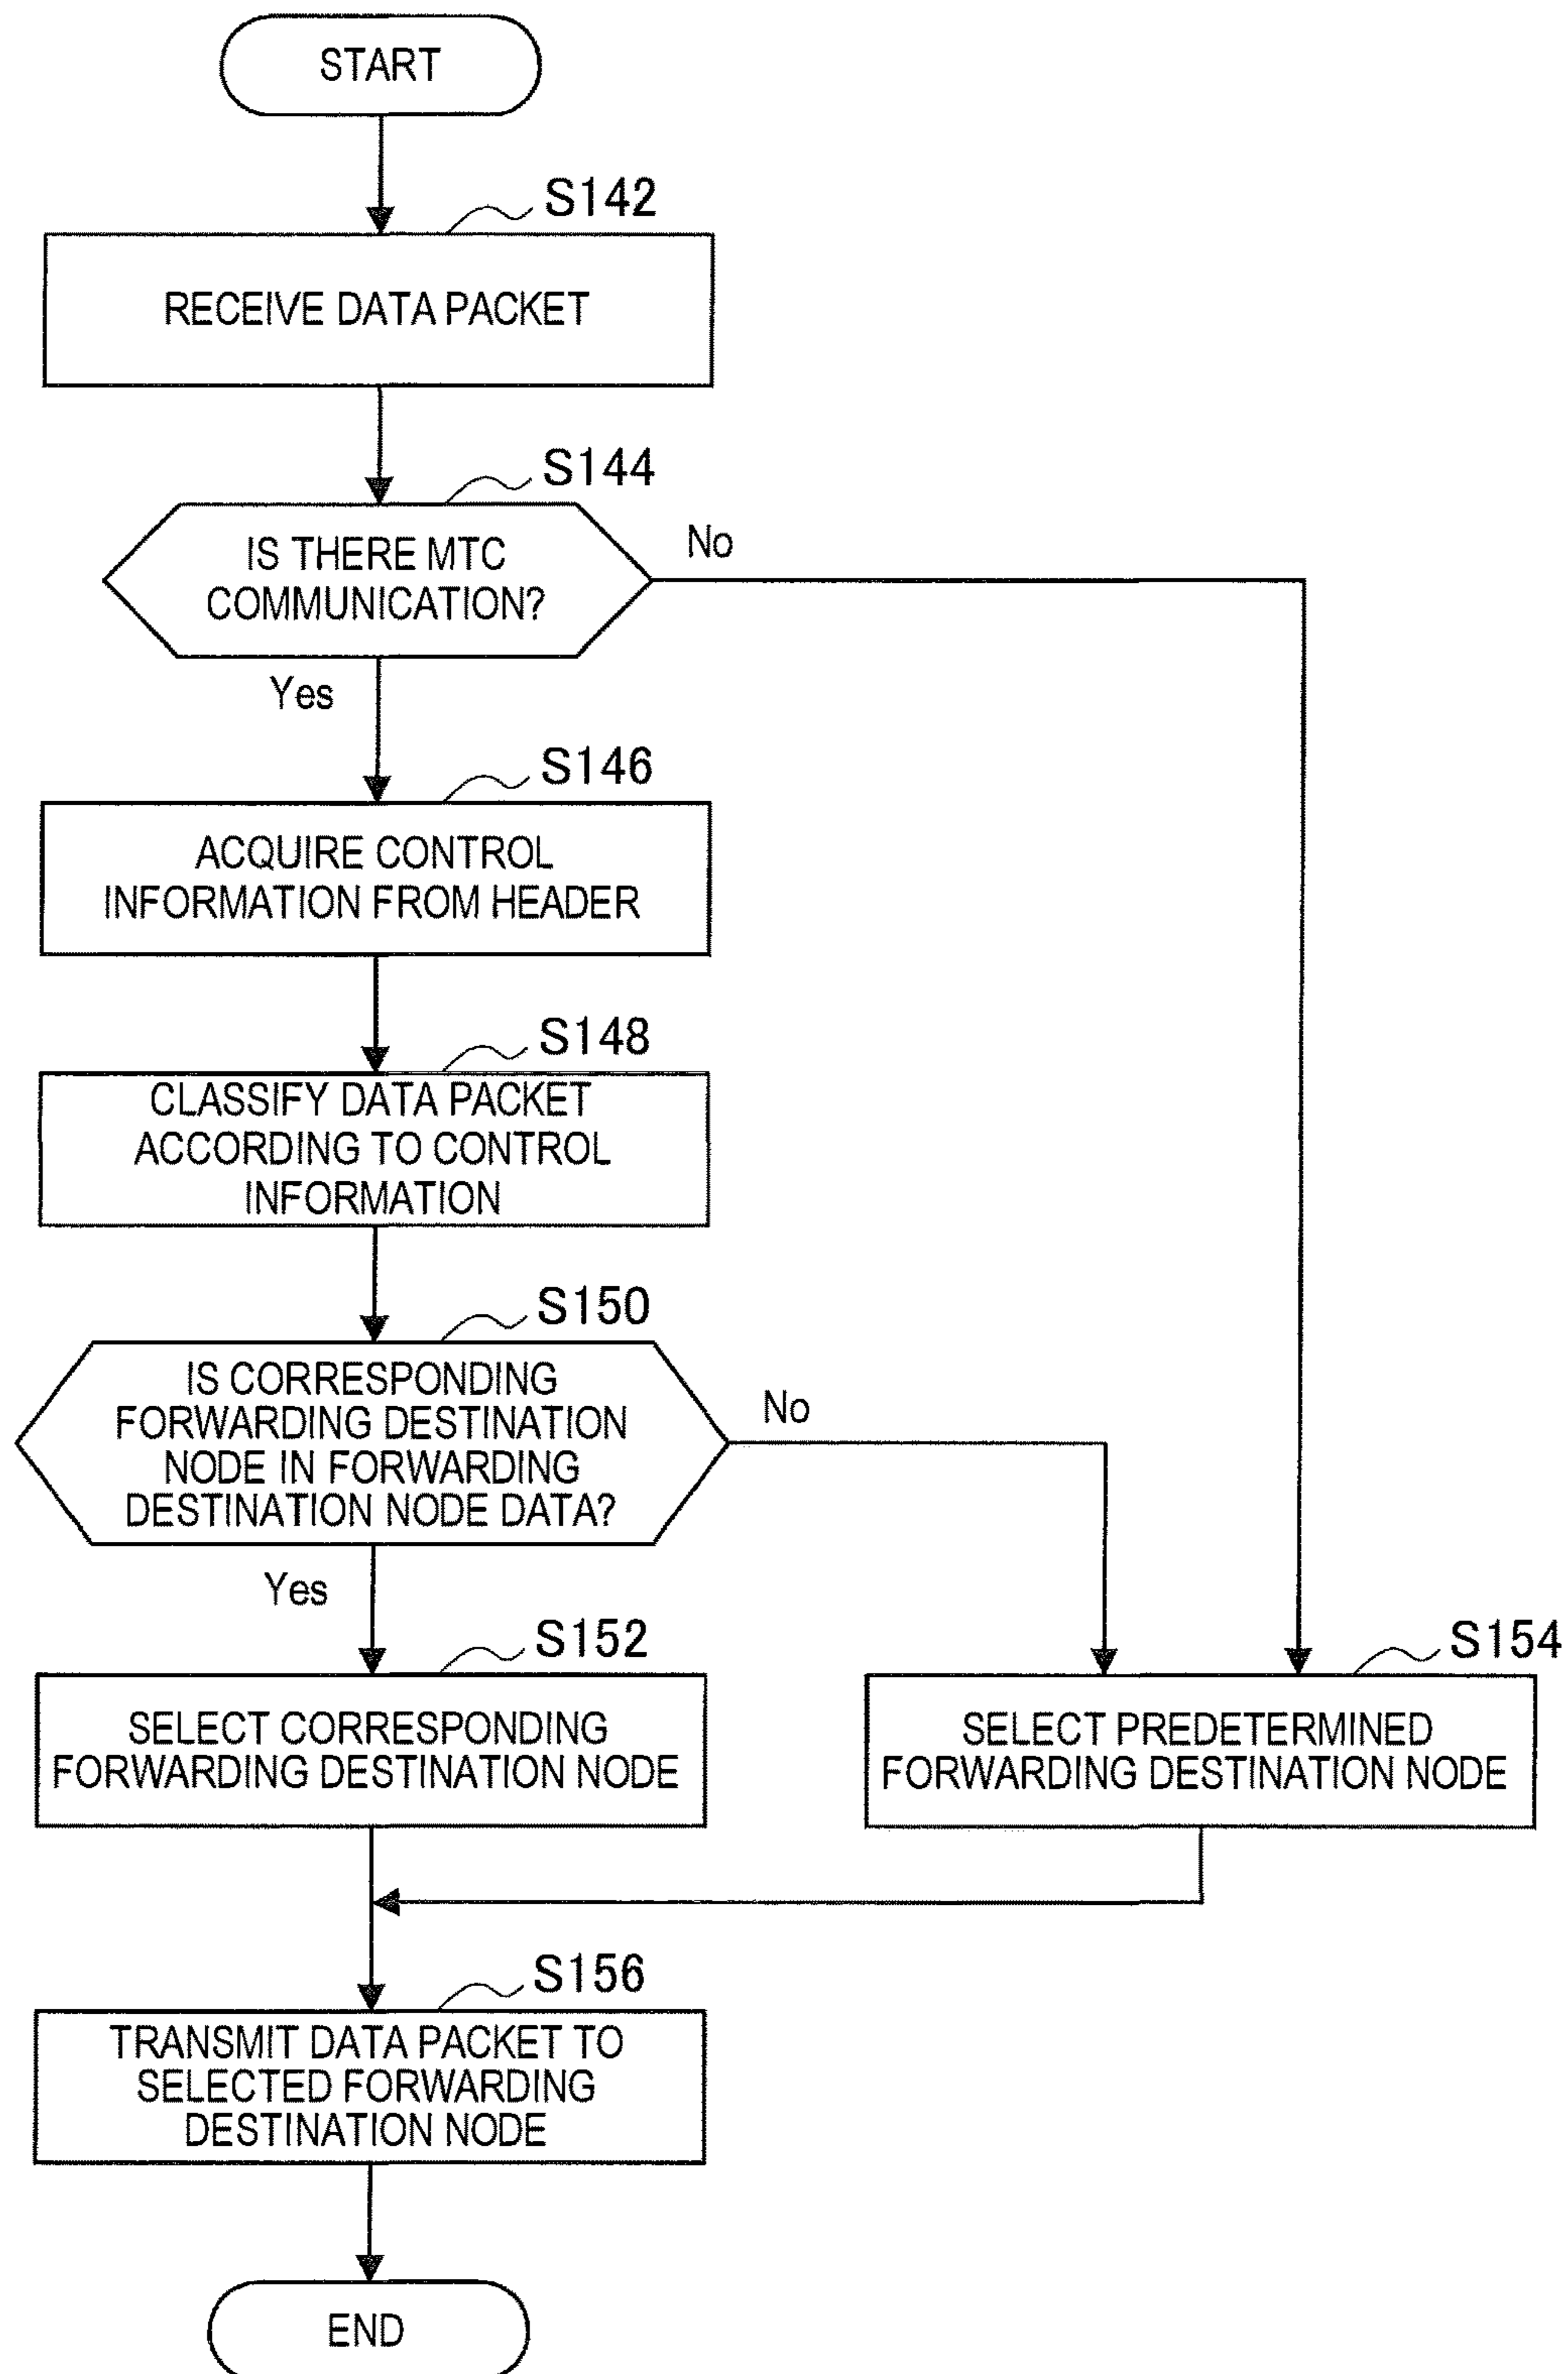 START
S142
RECEIVE DATA PACKET
S144
IS THERE MTC
COMMUNICATION?
No
Yes
S146
ACQUIRE CONTROL
INFORMATION FROM HEADER
S148
CLASSIFY DATA PACKET
ACCORDING TO CONTROL
INFORMATION
S150
IS CORRESPONDING
FORWARDING DESTINATION
NODE IN FORWARDING
DESTINATION NODE DATA?
No
Yes
S152
SELECT CORRESPONDING
FORWARDING DESTINATION NODE
S154
SELECT PREDETERMINED
FORWARDING DESTINATION NODE
S156
TRANSMIT DATA PACKET TO
SELECTED FORWARDING
DESTINATION NODE
END